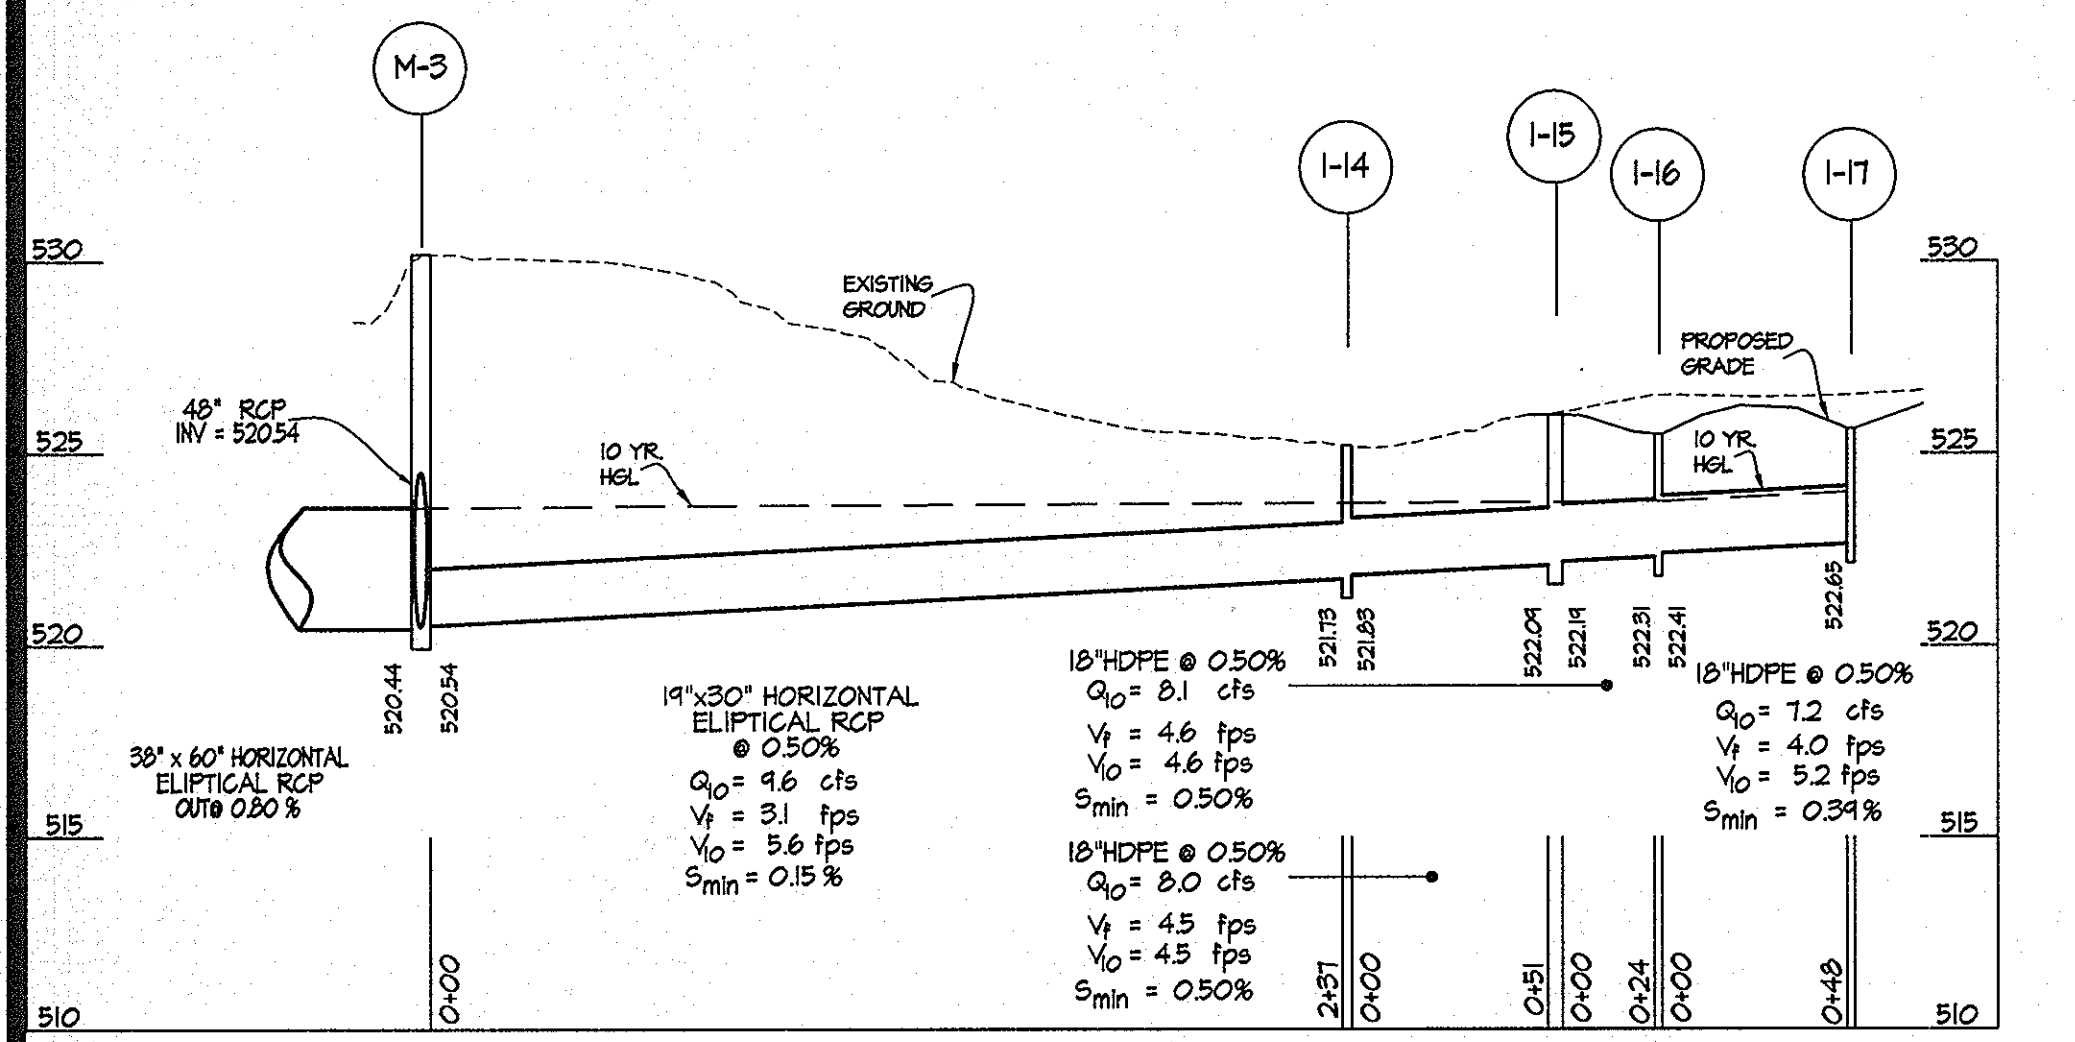 M-3
I-14
I-15
I-16
I-17
530
530
EXISTING
GROUND
PROPOSED
GRADE
48" RCP
INV = 520.54
525
525
10 YR.
HGL
10 YR.
HGL
520
520
520.44
520.54
521.73
521.83
522.09
522.19
522.31
522.41
522.65
38" x 60" HORIZONTAL
ELIPTICAL RCP
OUT@ 0.80 %
19"x30" HORIZONTAL
ELIPTICAL RCP
@ 0.50%
Q10 = 9.6 cfs
Vf = 3.1 fps
V10 = 5.6 fps
Smin = 0.15 %
18"HDPE @ 0.50%
Q10 = 8.1 cfs
Vf = 4.6 fps
V10 = 4.6 fps
Smin = 0.50%
18"HDPE @ 0.50%
Q10 = 8.0 cfs
Vf = 4.5 fps
V10 = 4.5 fps
Smin = 0.50%
18"HDPE @ 0.50%
Q10 = 7.2 cfs
Vf = 4.0 fps
V10 = 5.2 fps
Smin = 0.39%
515
515
0+00
2+37
0+00
0+51
0+00
0+24
0+00
0+48
510
510